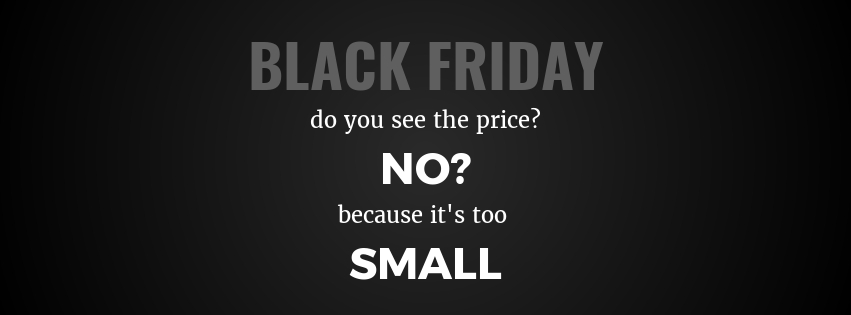 BLACK FRIDAY
do you see the price?
NO?
because it's too
SMALL